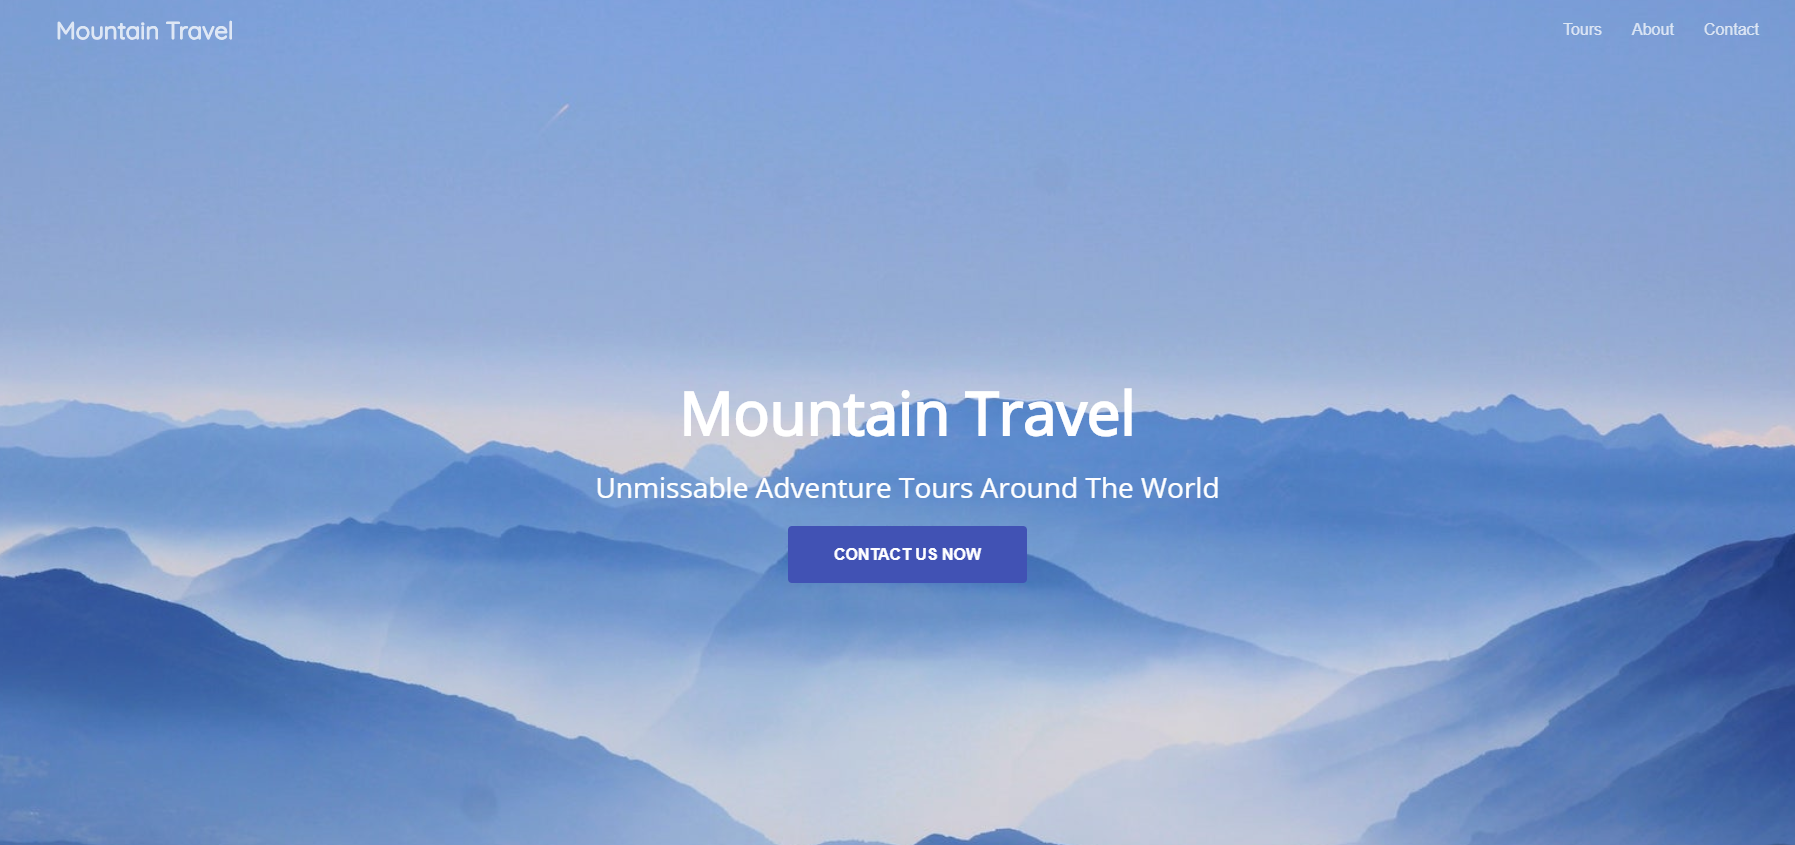 Mountain Travel
Tours About Contact
Mountain Travel
Unmissable Adventure Tours Around The World
CONTACT US NOW